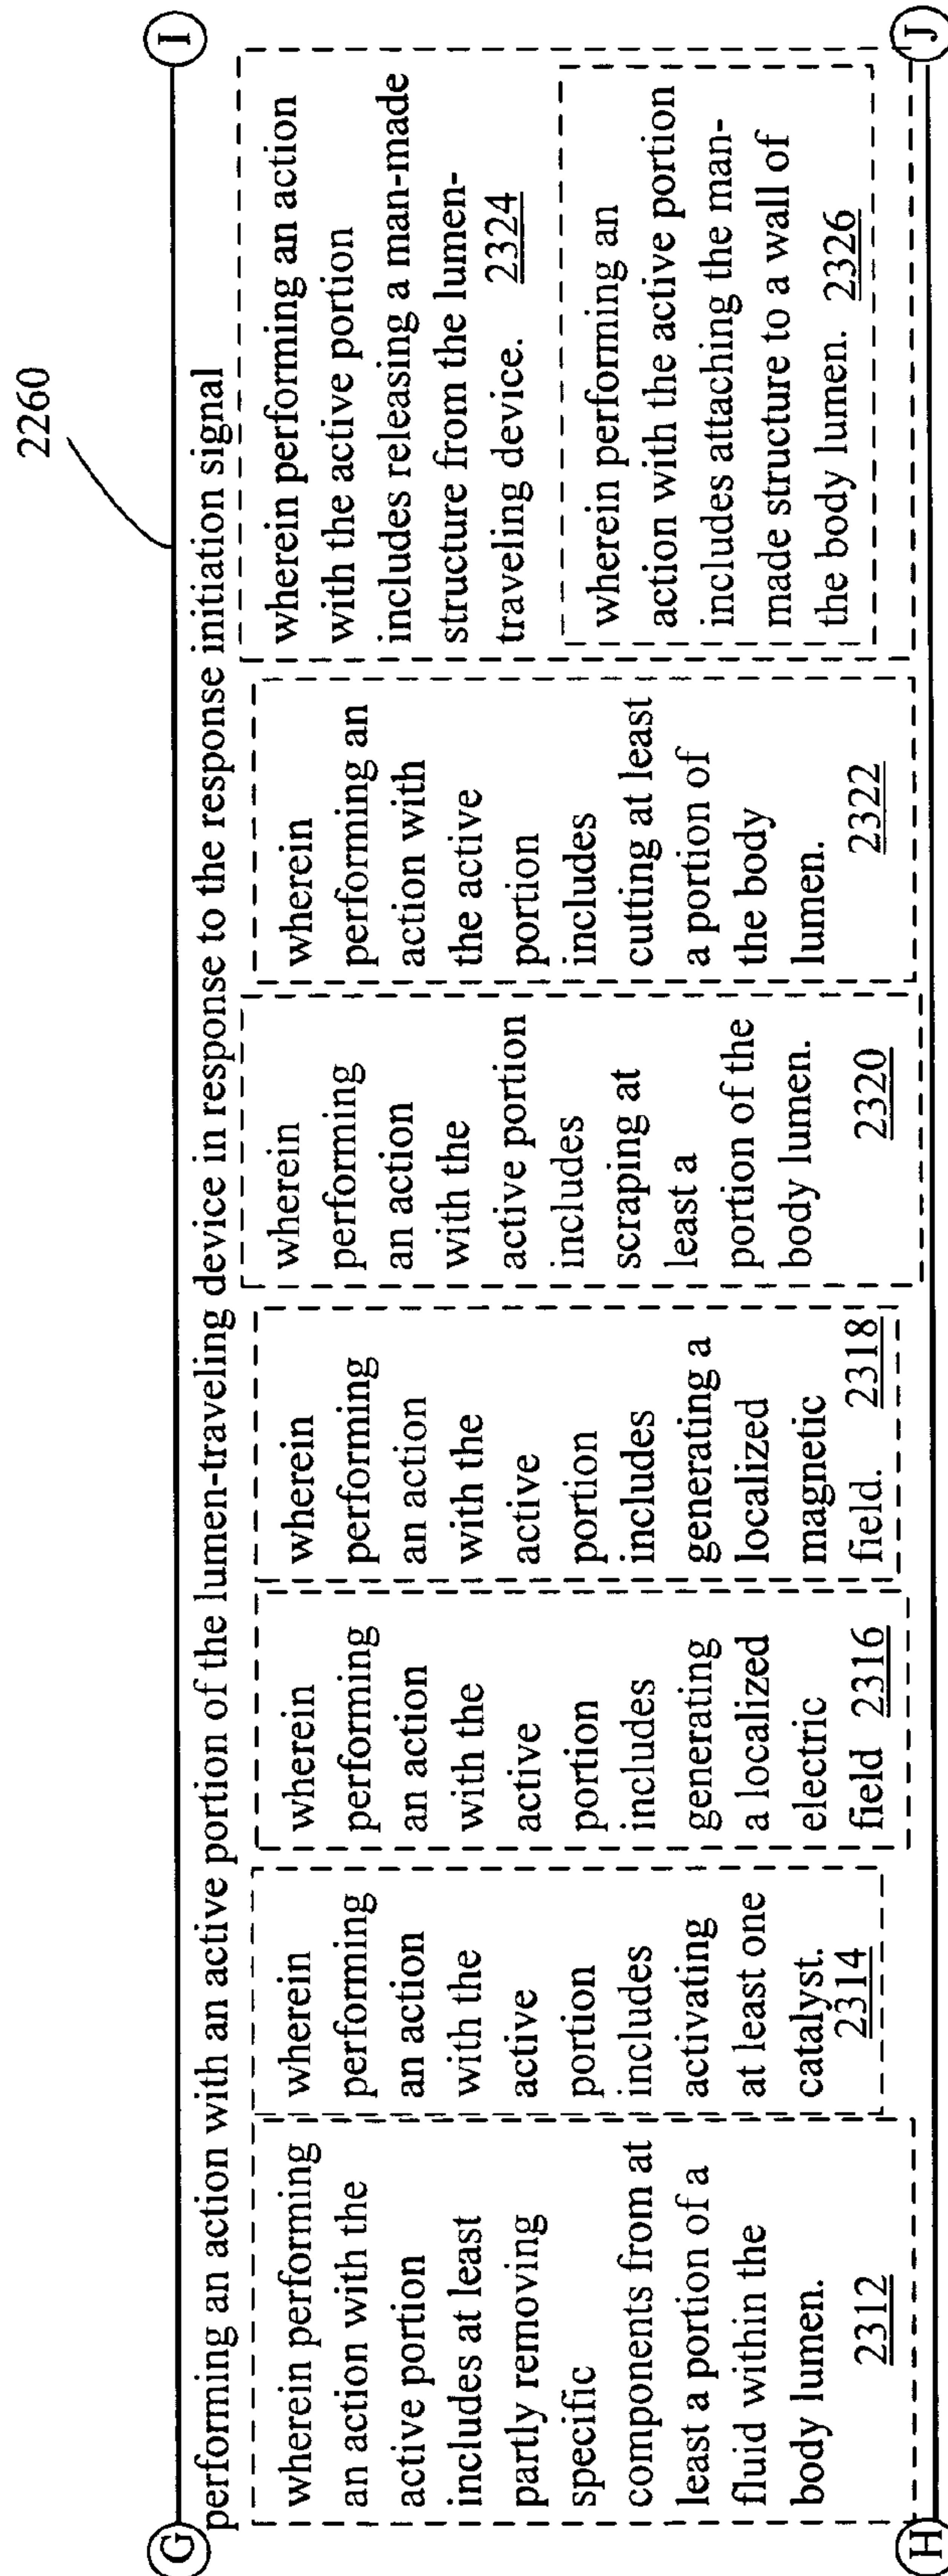 2260
G
I
performing an action with an active portion of the lumen-traveling device in response to the response initiation signal
wherein performing
an action with the
active portion
includes at least
partly removing
specific
components from at
least a portion of a
fluid within the
body lumen.
2312
wherein
performing
an action
with the
active
portion
includes
activating
at least one
catalyst.
2314
wherein
performing
an action
with the
active
portion
includes
generating
a localized
electric
field 2316
wherein
performing
an action
with the
active
portion
includes
generating a
localized
magnetic
field. 2318
wherein
performing
an action
with the
active portion
includes
scraping at
least a
portion of the
body lumen.
2320
wherein
performing an
action with
the active
portion
includes
cutting at least
a portion of
the body
lumen.
2322
wherein performing an action
with the active portion
includes releasing a man-made
structure from the lumen-
traveling device. 2324
wherein performing an
action with the active portion
includes attaching the man-
made structure to a wall of
the body lumen. 2326
H
J